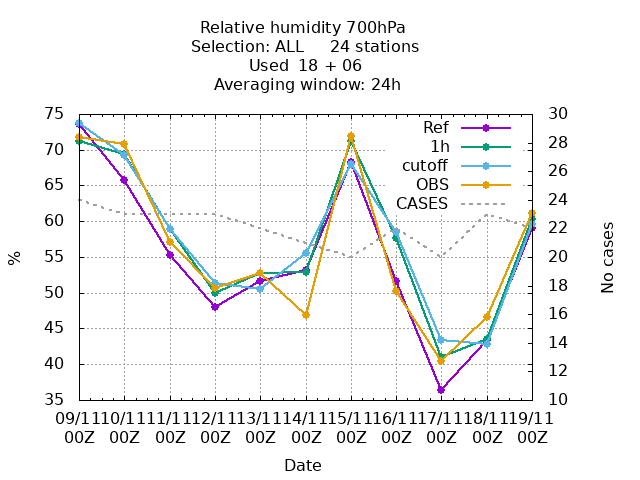 Relative humidity 700hPa
Selection: ALL 24 stations
Used 18 + 06
Averaging window: 24h
75
70
65
60
55
50
45
40
35
%
30
28
26
24
22
20
18
16
14
12
10
No cases
Ref
1h
cutoff
OBS
CASES
09/11 10/11 11/11 12/11 13/11 14/11 15/11 16/11 17/11 18/11 19/11
00Z 00Z 00Z 00Z 00Z 00Z 00Z 00Z 00Z 00Z 00Z
Date